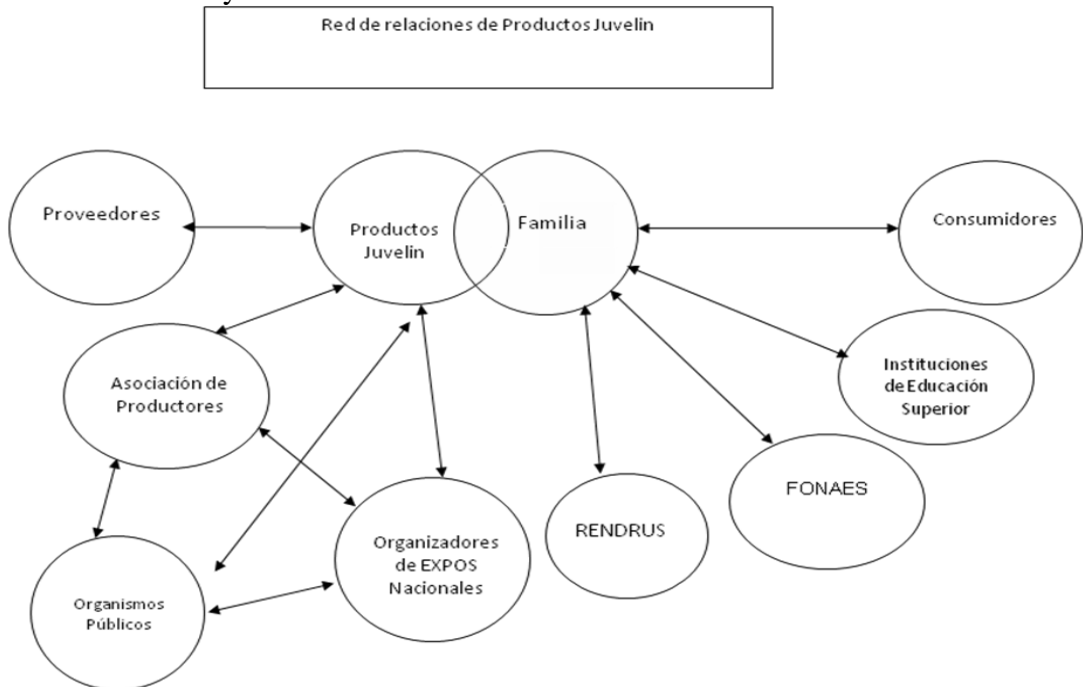 y
Red de relaciones de Productos Juvelin
Proveedores
Productos
Juvelin
Familia
Consumidores
Asociación de
Productores
Instituciones
de Educación
Superior
FONAES
RENDRUS
Organizadores
de EXPOS
Nacionales
Organismos
Públicos